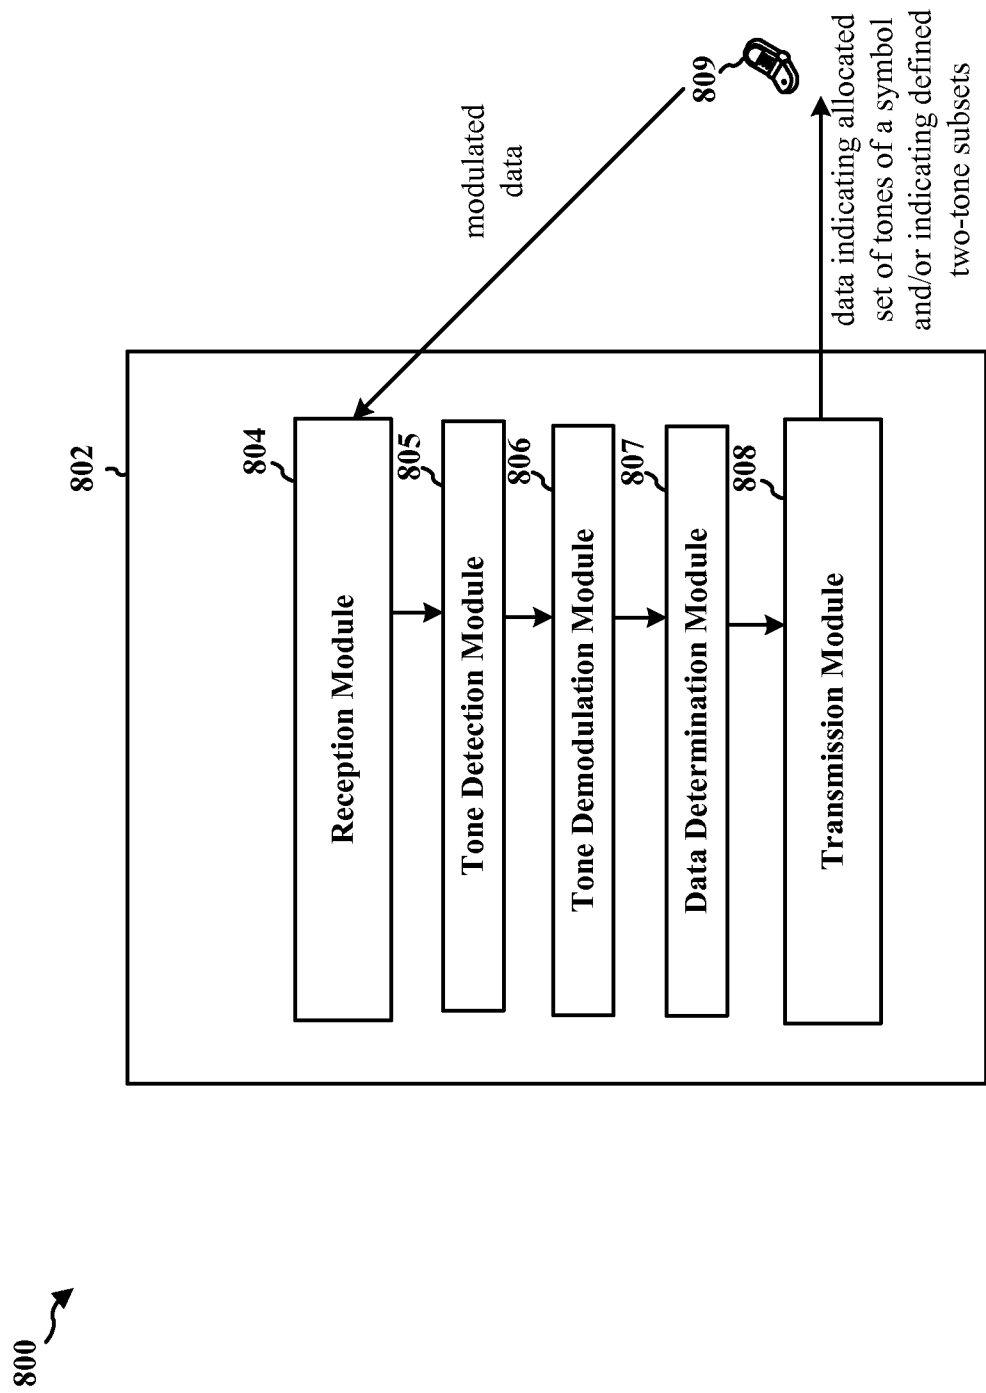 800
802
804
Reception Module
805
Tone Detection Module
806
Tone Demodulation Module
807
Data Determination Module
808
Transmission Module
modulated
data
809
data indicating allocated
set of tones of a symbol
and/or indicating defined
two-tone subsets